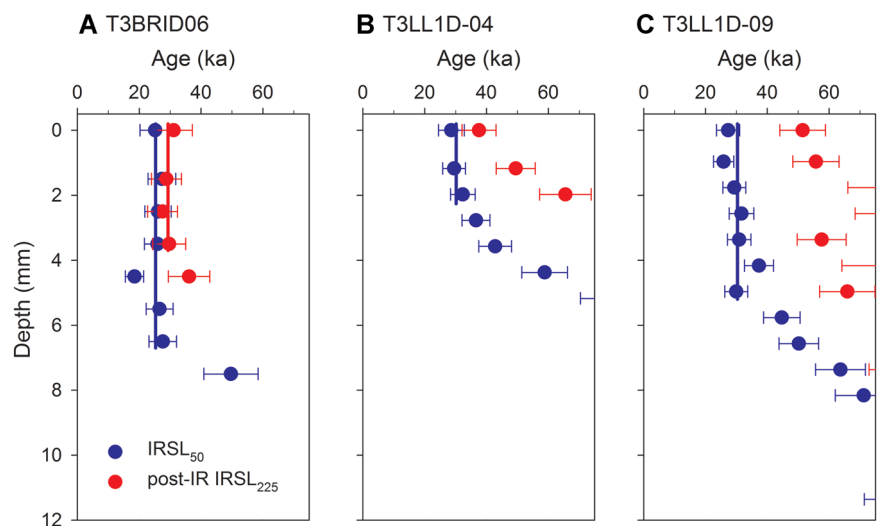 A T3BRID06
B T3LL1D-04
C T3LL1D-09
Age (ka)
Age (ka)
Age (ka)
0 20 40 60
0 20 40 60
0 20 40 60
Depth (mm)
0
2
4
6
8
10
12
IRSL50
post-IR IRSL225